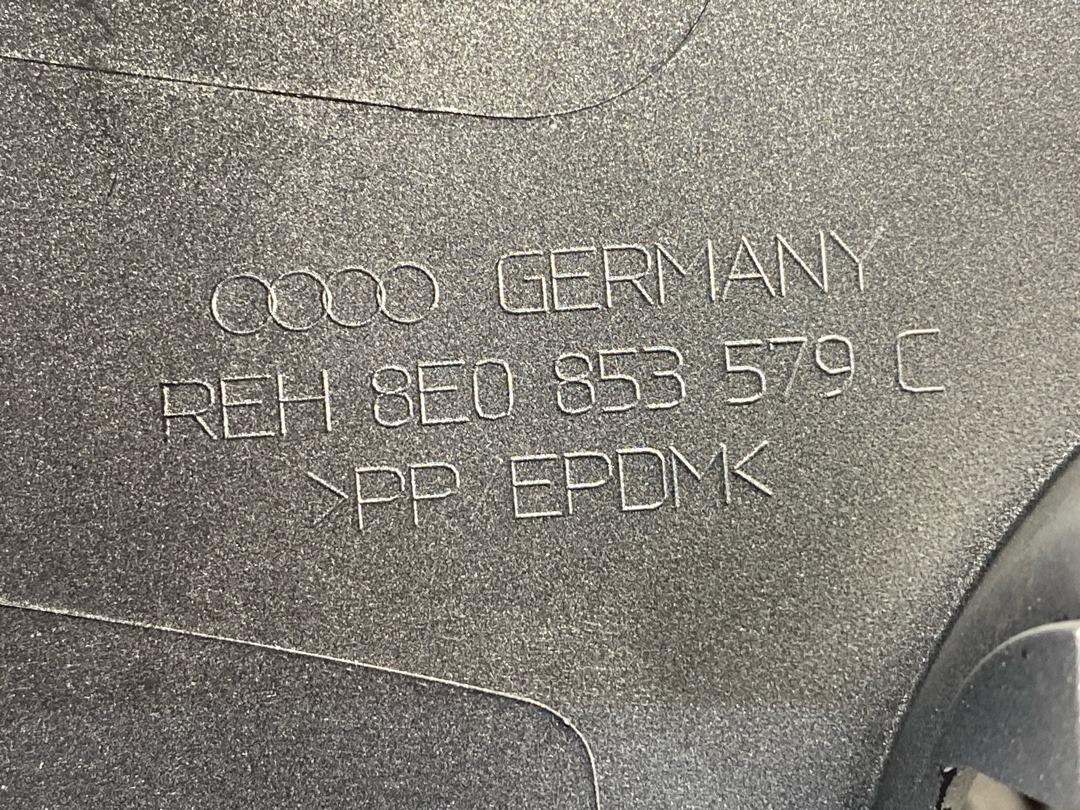 GERMANY
REH 8E0 853 579 C
>PP EPDM<